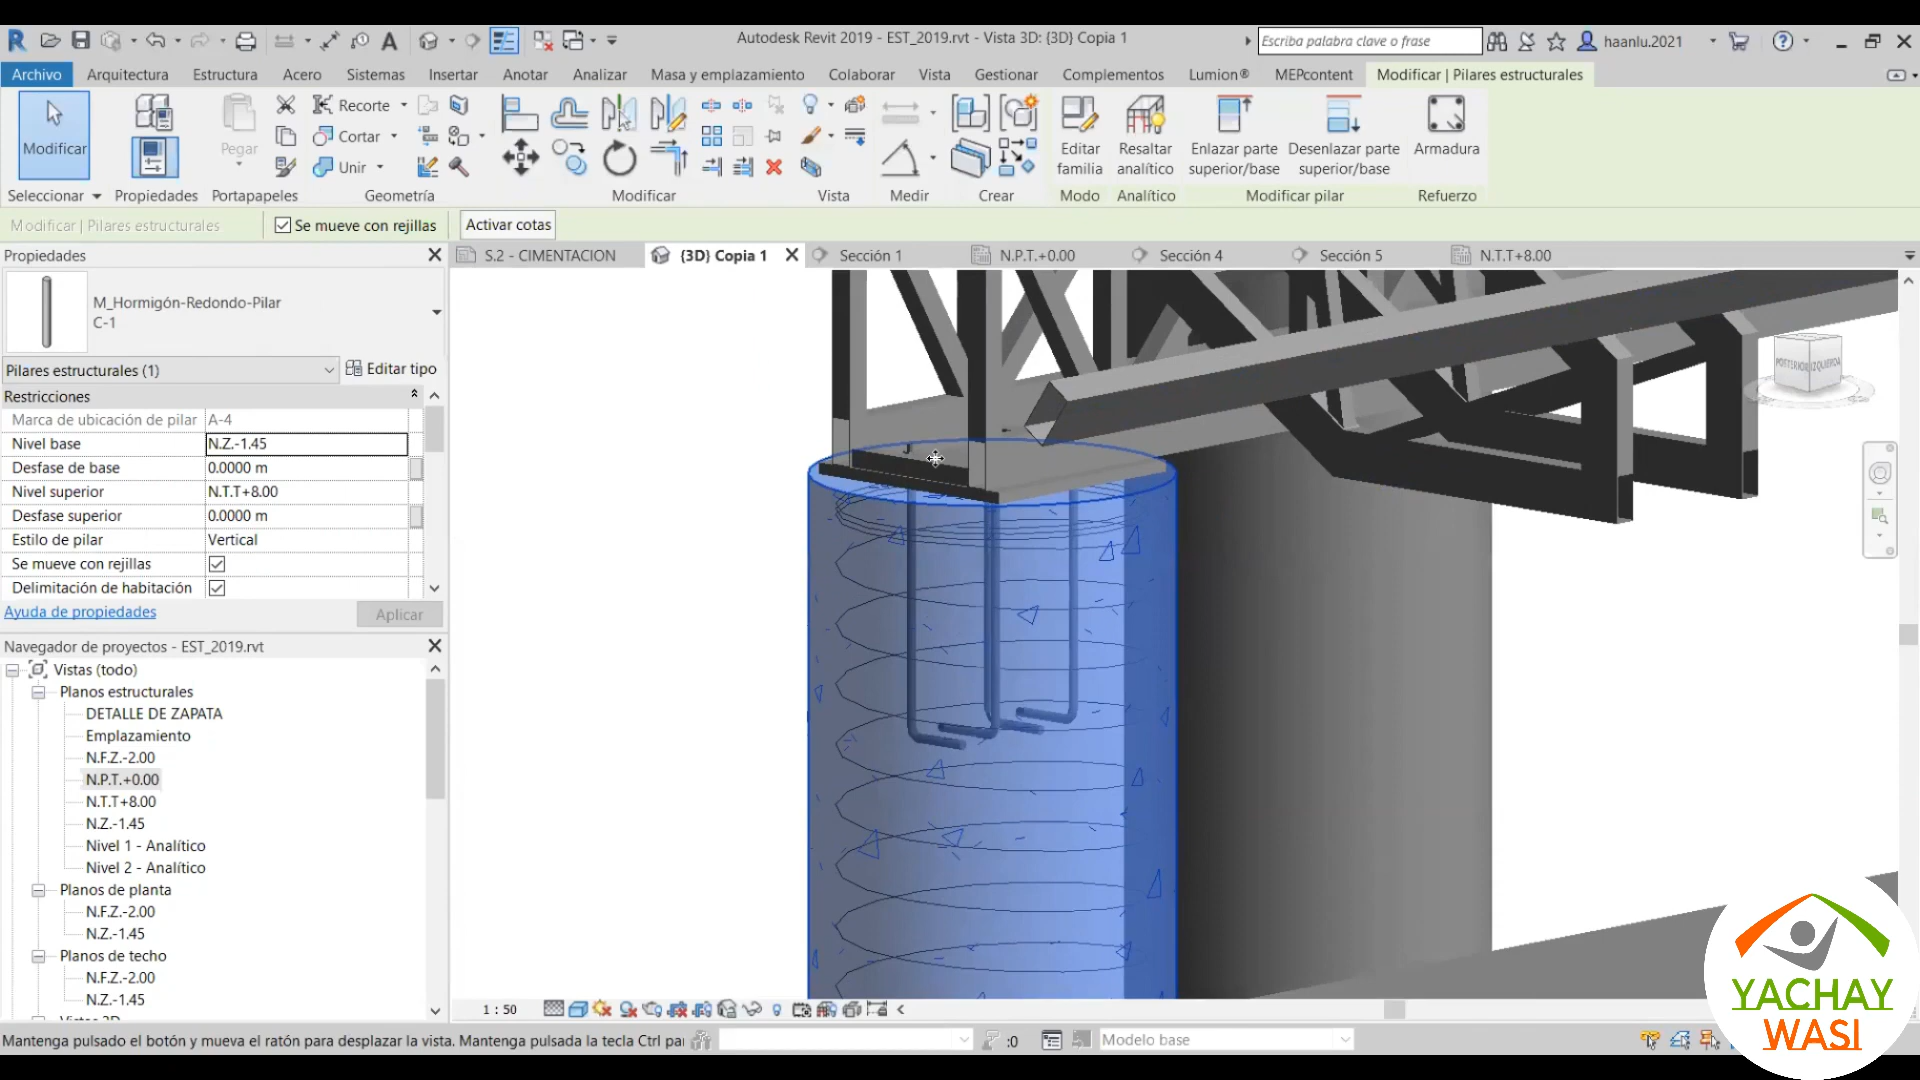 Autodesk Revit 2019 - EST_2019.rvt - Vista 3D: {3D} Copia 1
Escriba palabra clave o frase
haanlu.2021
Archivo Arquitectura Estructura Acero Sistemas Insertar Anotar Analizar Masa y emplazamiento Colaborar Vista Gestionar Complementos Lumion® MEPcontent Modificar | Pilares estructurales
Modificar
Pegar
Recorte
Cortar
Unir
Editar familia
Resaltar analítico
Enlazar parte superior/base
Desenlazar parte superior/base
Armadura
Seleccionar Propiedades Portapapeles Geometría Modificar Vista Medir Crear Modo Analítico Modificar pilar Refuerzo
Modificar | Pilares estructurales
Se mueve con rejillas
Activar cotas
Propiedades
S.2 - CIMENTACION
{3D} Copia 1
Sección 1
N.P.T.+0.00
Sección 4
Sección 5
N.T.T+8.00
M_Hormigón-Redondo-Pilar
C-1
Pilares estructurales (1)
Editar tipo
Restricciones
Marca de ubicación de pilar A-4
Nivel base N.Z.-1.45
Desfase de base 0.0000 m
Nivel superior N.T.T+8.00
Desfase superior 0.0000 m
Estilo de pilar Vertical
Se mueve con rejillas
Delimitación de habitación
Ayuda de propiedades
Aplicar
Navegador de proyectos - EST_2019.rvt
Vistas (todo)
Planos estructurales
DETALLE DE ZAPATA
Emplazamiento
N.F.Z.-2.00
N.P.T.+0.00
N.T.T+8.00
N.Z.-1.45
Nivel 1 - Analítico
Nivel 2 - Analítico
Planos de planta
N.F.Z.-2.00
N.Z.-1.45
Planos de techo
N.F.Z.-2.00
N.Z.-1.45
POSTERIOR
IZQUIERDA
1 : 50
Mantenga pulsado el botón y mueva el ratón para desplazar la vista. Mantenga pulsada la tecla Ctrl par
:0
Modelo base
YACHAY
WASI